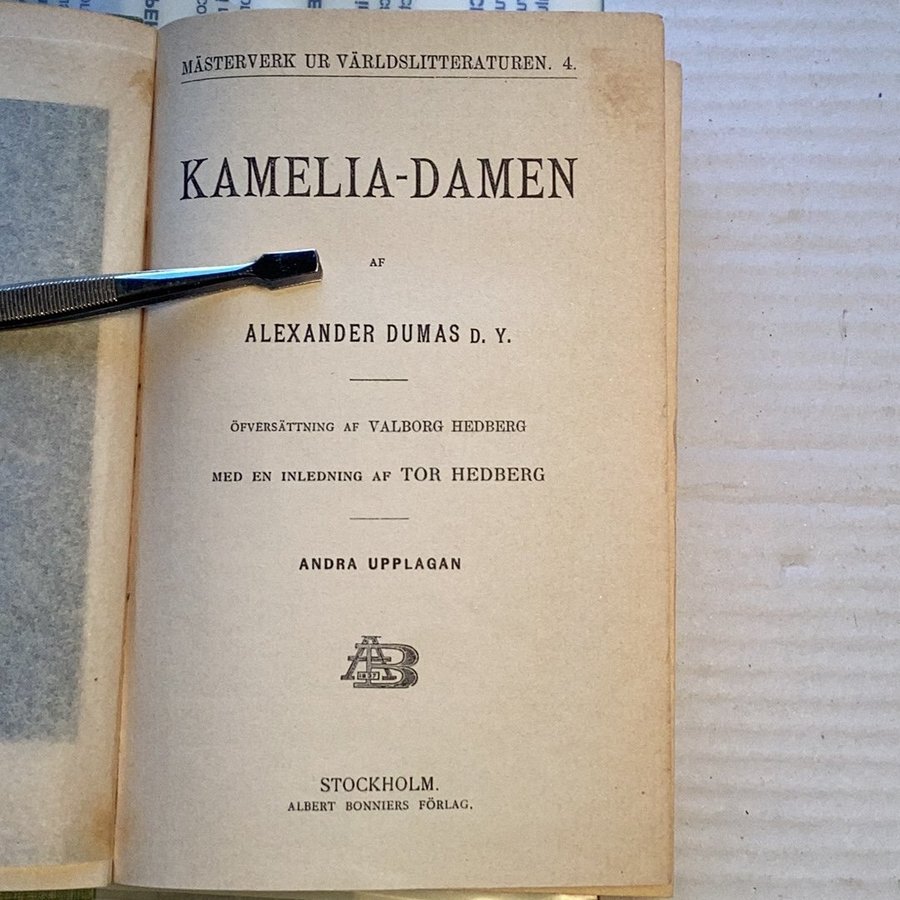 MÄSTERVERK UR VÄRLDSLITTERATUREN. 4.
KAMELIA-DAMEN
AF
ALEXANDER DUMAS D. Y.
ÖFVERSÄTTNING AF VALBORG HEDBERG
MED EN INLEDNING AF TOR HEDBERG
ANDRA UPPLAGAN
AB
STOCKHOLM.
ALBERT BONNIERS FÖRLAG.